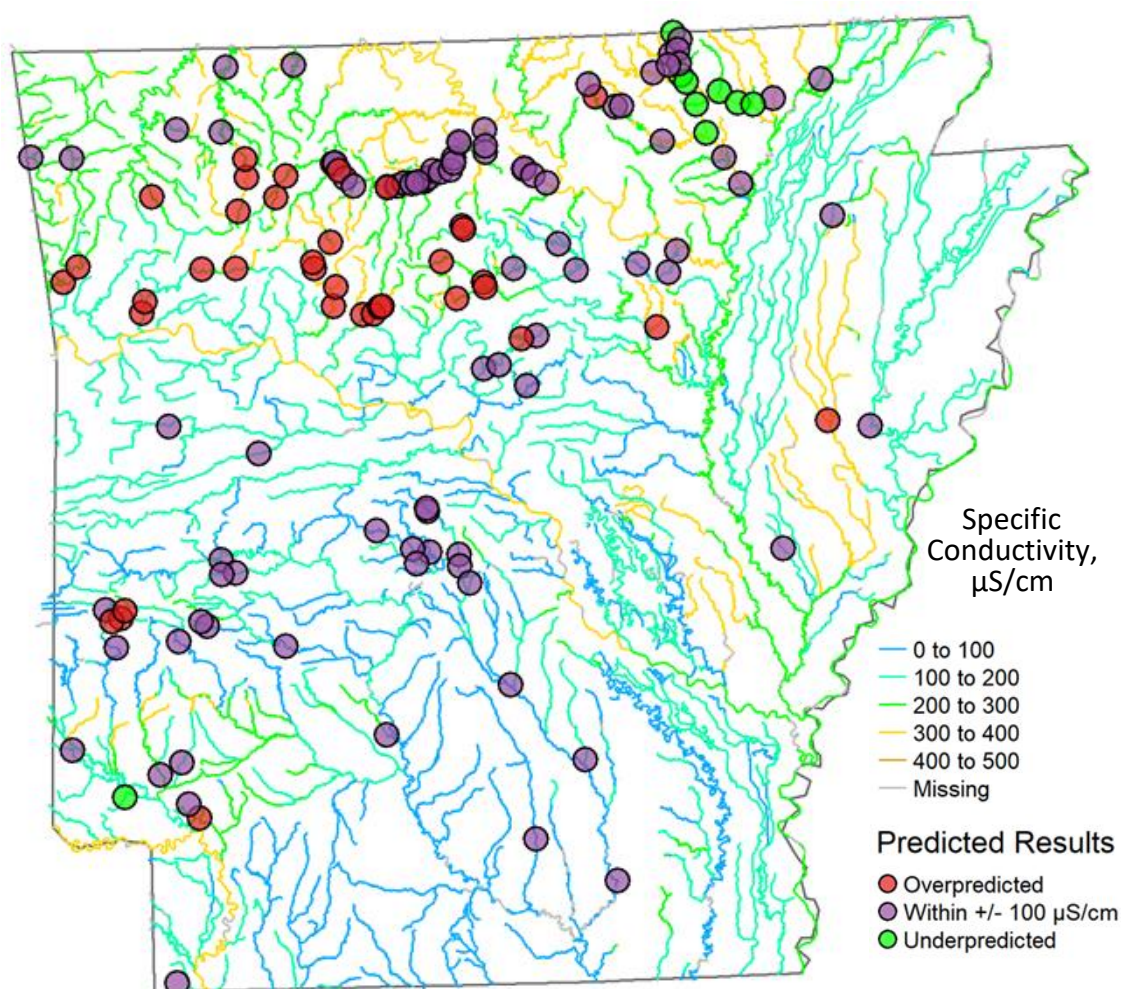 Specific
Conductivity,
µS/cm
0 to 100
100 to 200
200 to 300
300 to 400
400 to 500
Missing
Predicted Results
Overpredicted
Within +/- 100 µS/cm
Underpredicted